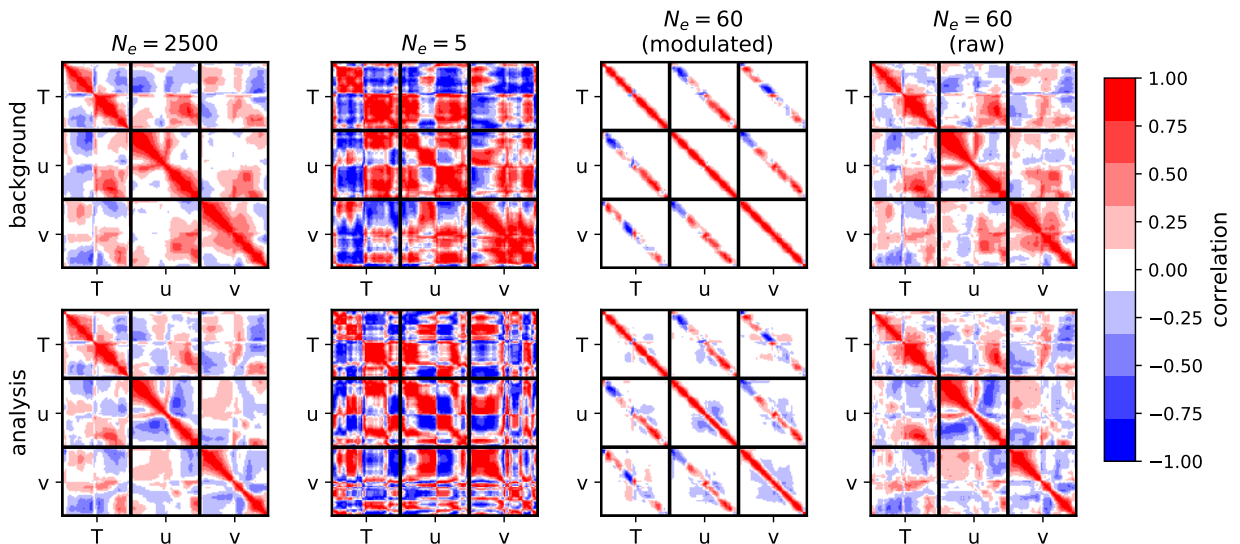 N_e = 2500
N_e = 5
N_e = 60
(modulated)
N_e = 60
(raw)
background
T
u
v
T u v
T u v
T u v
T u v
analysis
T
u
v
T u v
T u v
T u v
T u v
T
u
v
T
u
v
T
u
v
T
u
v
T
u
v
T
u
v
1.00
0.75
0.50
0.25
0.00
−0.25
−0.50
−0.75
−1.00
correlation